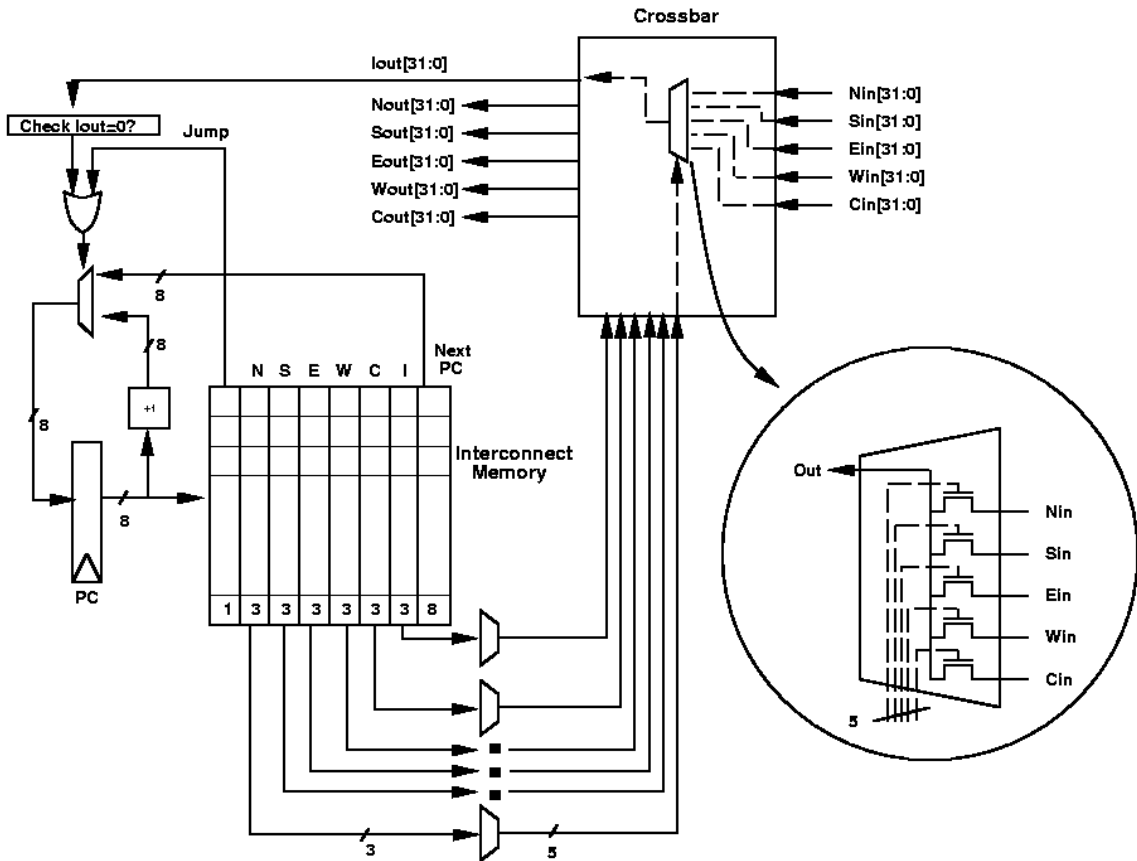 Crossbar
Iout[31:0]
Nout[31:0]
Sout[31:0]
Eout[31:0]
Wout[31:0]
Cout[31:0]
Nin[31:0]
Sin[31:0]
Ein[31:0]
Win[31:0]
Cin[31:0]
Check Iout=0?
Jump
8
8
8
+1
8
PC
N S E W C I
Next
PC
Interconnect
Memory
1 3 3 3 3 3 3 8
3
5
Out
Nin
Sin
Ein
Win
Cin
5